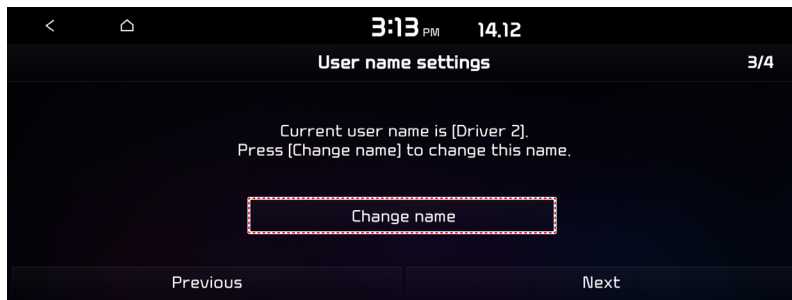 3:13 PM 14.12
User name settings 3/4
Current user name is [Driver 2].
Press [Change name] to change this name.
Change name
Previous Next